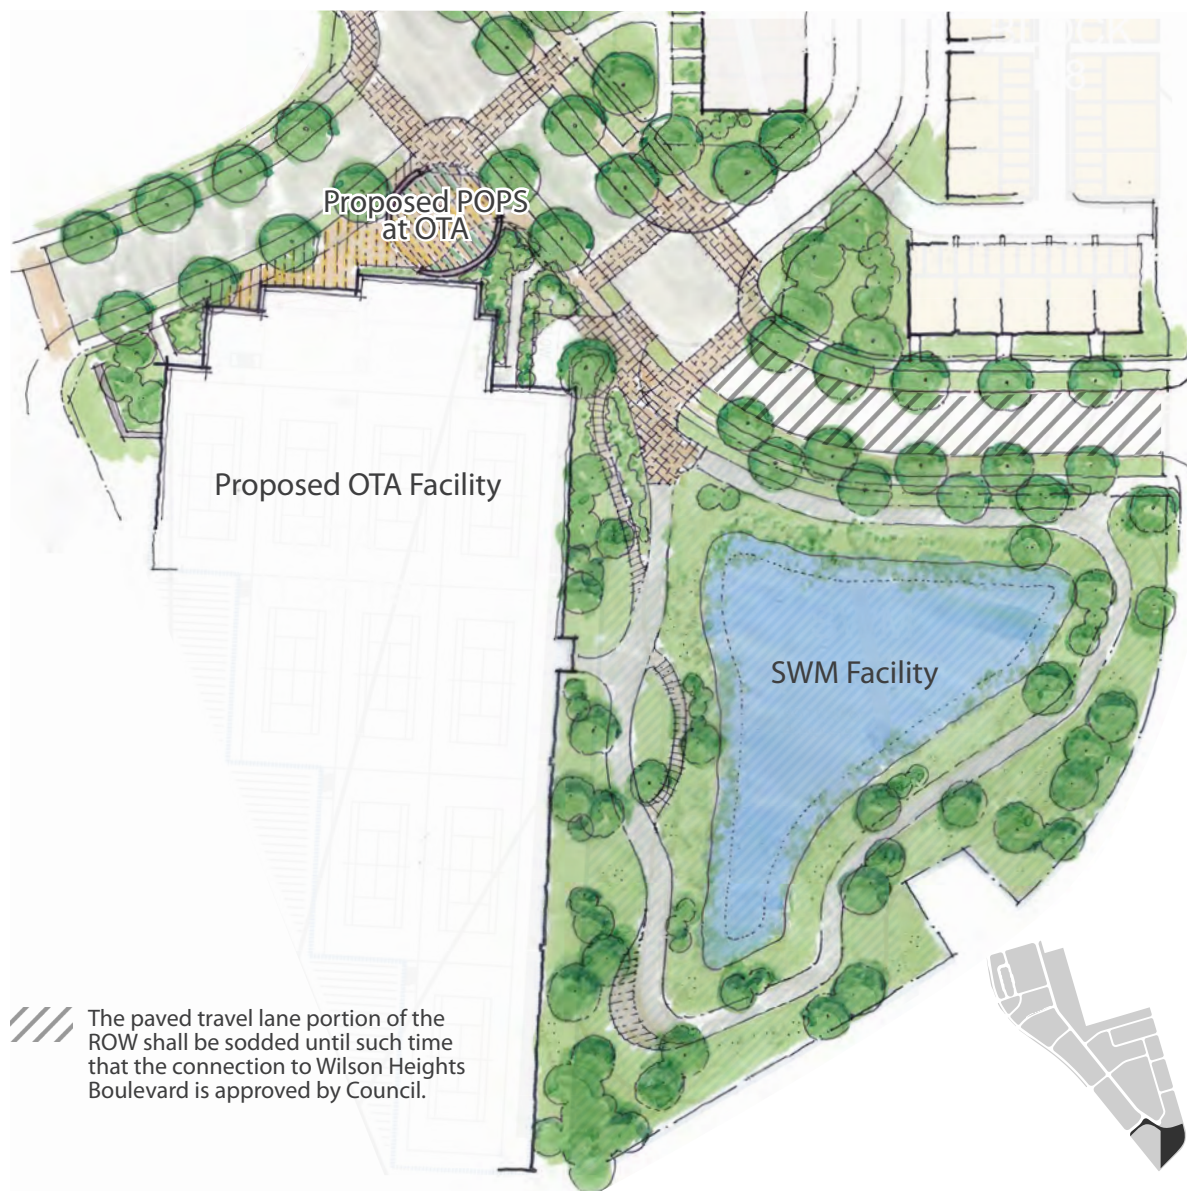 Proposed POPS
at OTA
Proposed OTA Facility
SWM Facility
The paved travel lane portion of the
ROW shall be sodded until such time
that the connection to Wilson Heights
Boulevard is approved by Council.